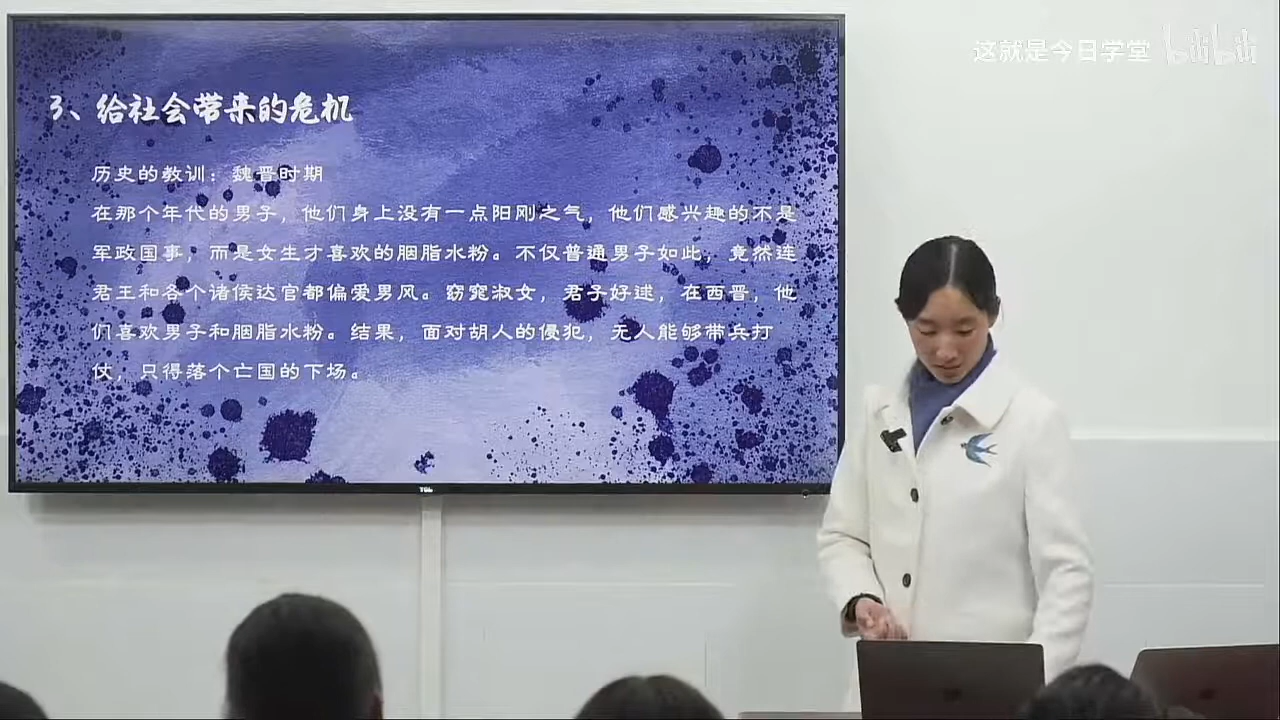 这就是今日学堂 bilibili
3、给社会带来的危机
历史的教训：魏晋时期
在那个年代的男子，他们身上没有一点阳刚之气，他们感兴趣的不是
军政国事，而是女生才喜欢的胭脂水粉。不仅普通男子如此，竟然连
君王和各个诸侯达官都偏爱男风。窈窕淑女，君子好逑，在西晋，他
们喜欢男子和胭脂水粉。结果，面对胡人的侵犯，无人能够带兵打
仗，只得落个亡国的下场。
TCL